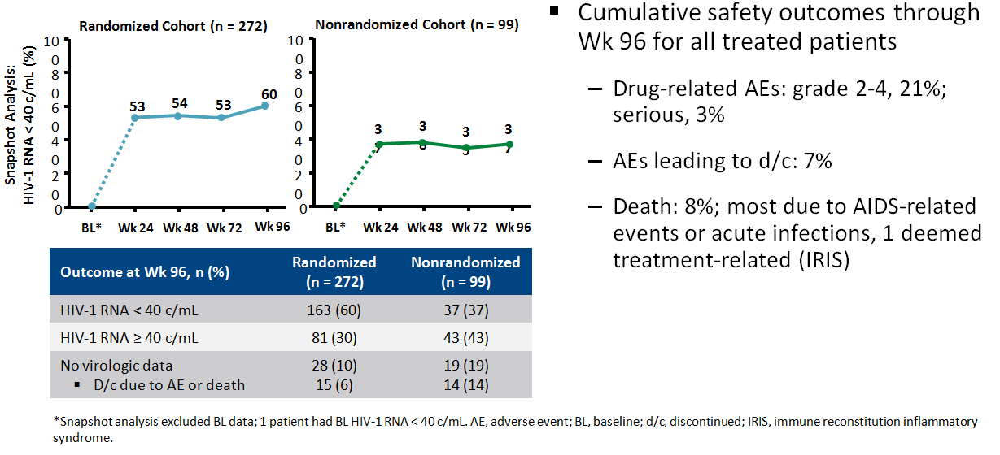 Randomized Cohort (n = 272)
Snapshot Analysis:
HIV-1 RNA < 40 c/mL (%)
10
0
8
0
6
0
4
0
2
0
0
53
54
53
60
BL*
Wk 24
Wk 48
Wk 72
Wk 96
Nonrandomized Cohort (n = 99)
10
0
8
0
6
0
4
0
2
0
0
3
7
3
8
3
5
3
7
BL*
Wk 24
Wk 48
Wk 72
Wk 96
Outcome at Wk 96, n (%)
Randomized
(n = 272)
Nonrandomized
(n = 99)
HIV-1 RNA < 40 c/mL
163 (60)
37 (37)
HIV-1 RNA ≥ 40 c/mL
81 (30)
43 (43)
No virologic data
28 (10)
19 (19)
▪ D/c due to AE or death
15 (6)
14 (14)
▪ Cumulative safety outcomes through
Wk 96 for all treated patients
– Drug-related AEs: grade 2-4, 21%;
serious, 3%
– AEs leading to d/c: 7%
– Death: 8%; most due to AIDS-related
events or acute infections, 1 deemed
treatment-related (IRIS)
*Snapshot analysis excluded BL data; 1 patient had BL HIV-1 RNA < 40 c/mL. AE, adverse event; BL, baseline; d/c, discontinued; IRIS, immune reconstitution inflammatory
syndrome.